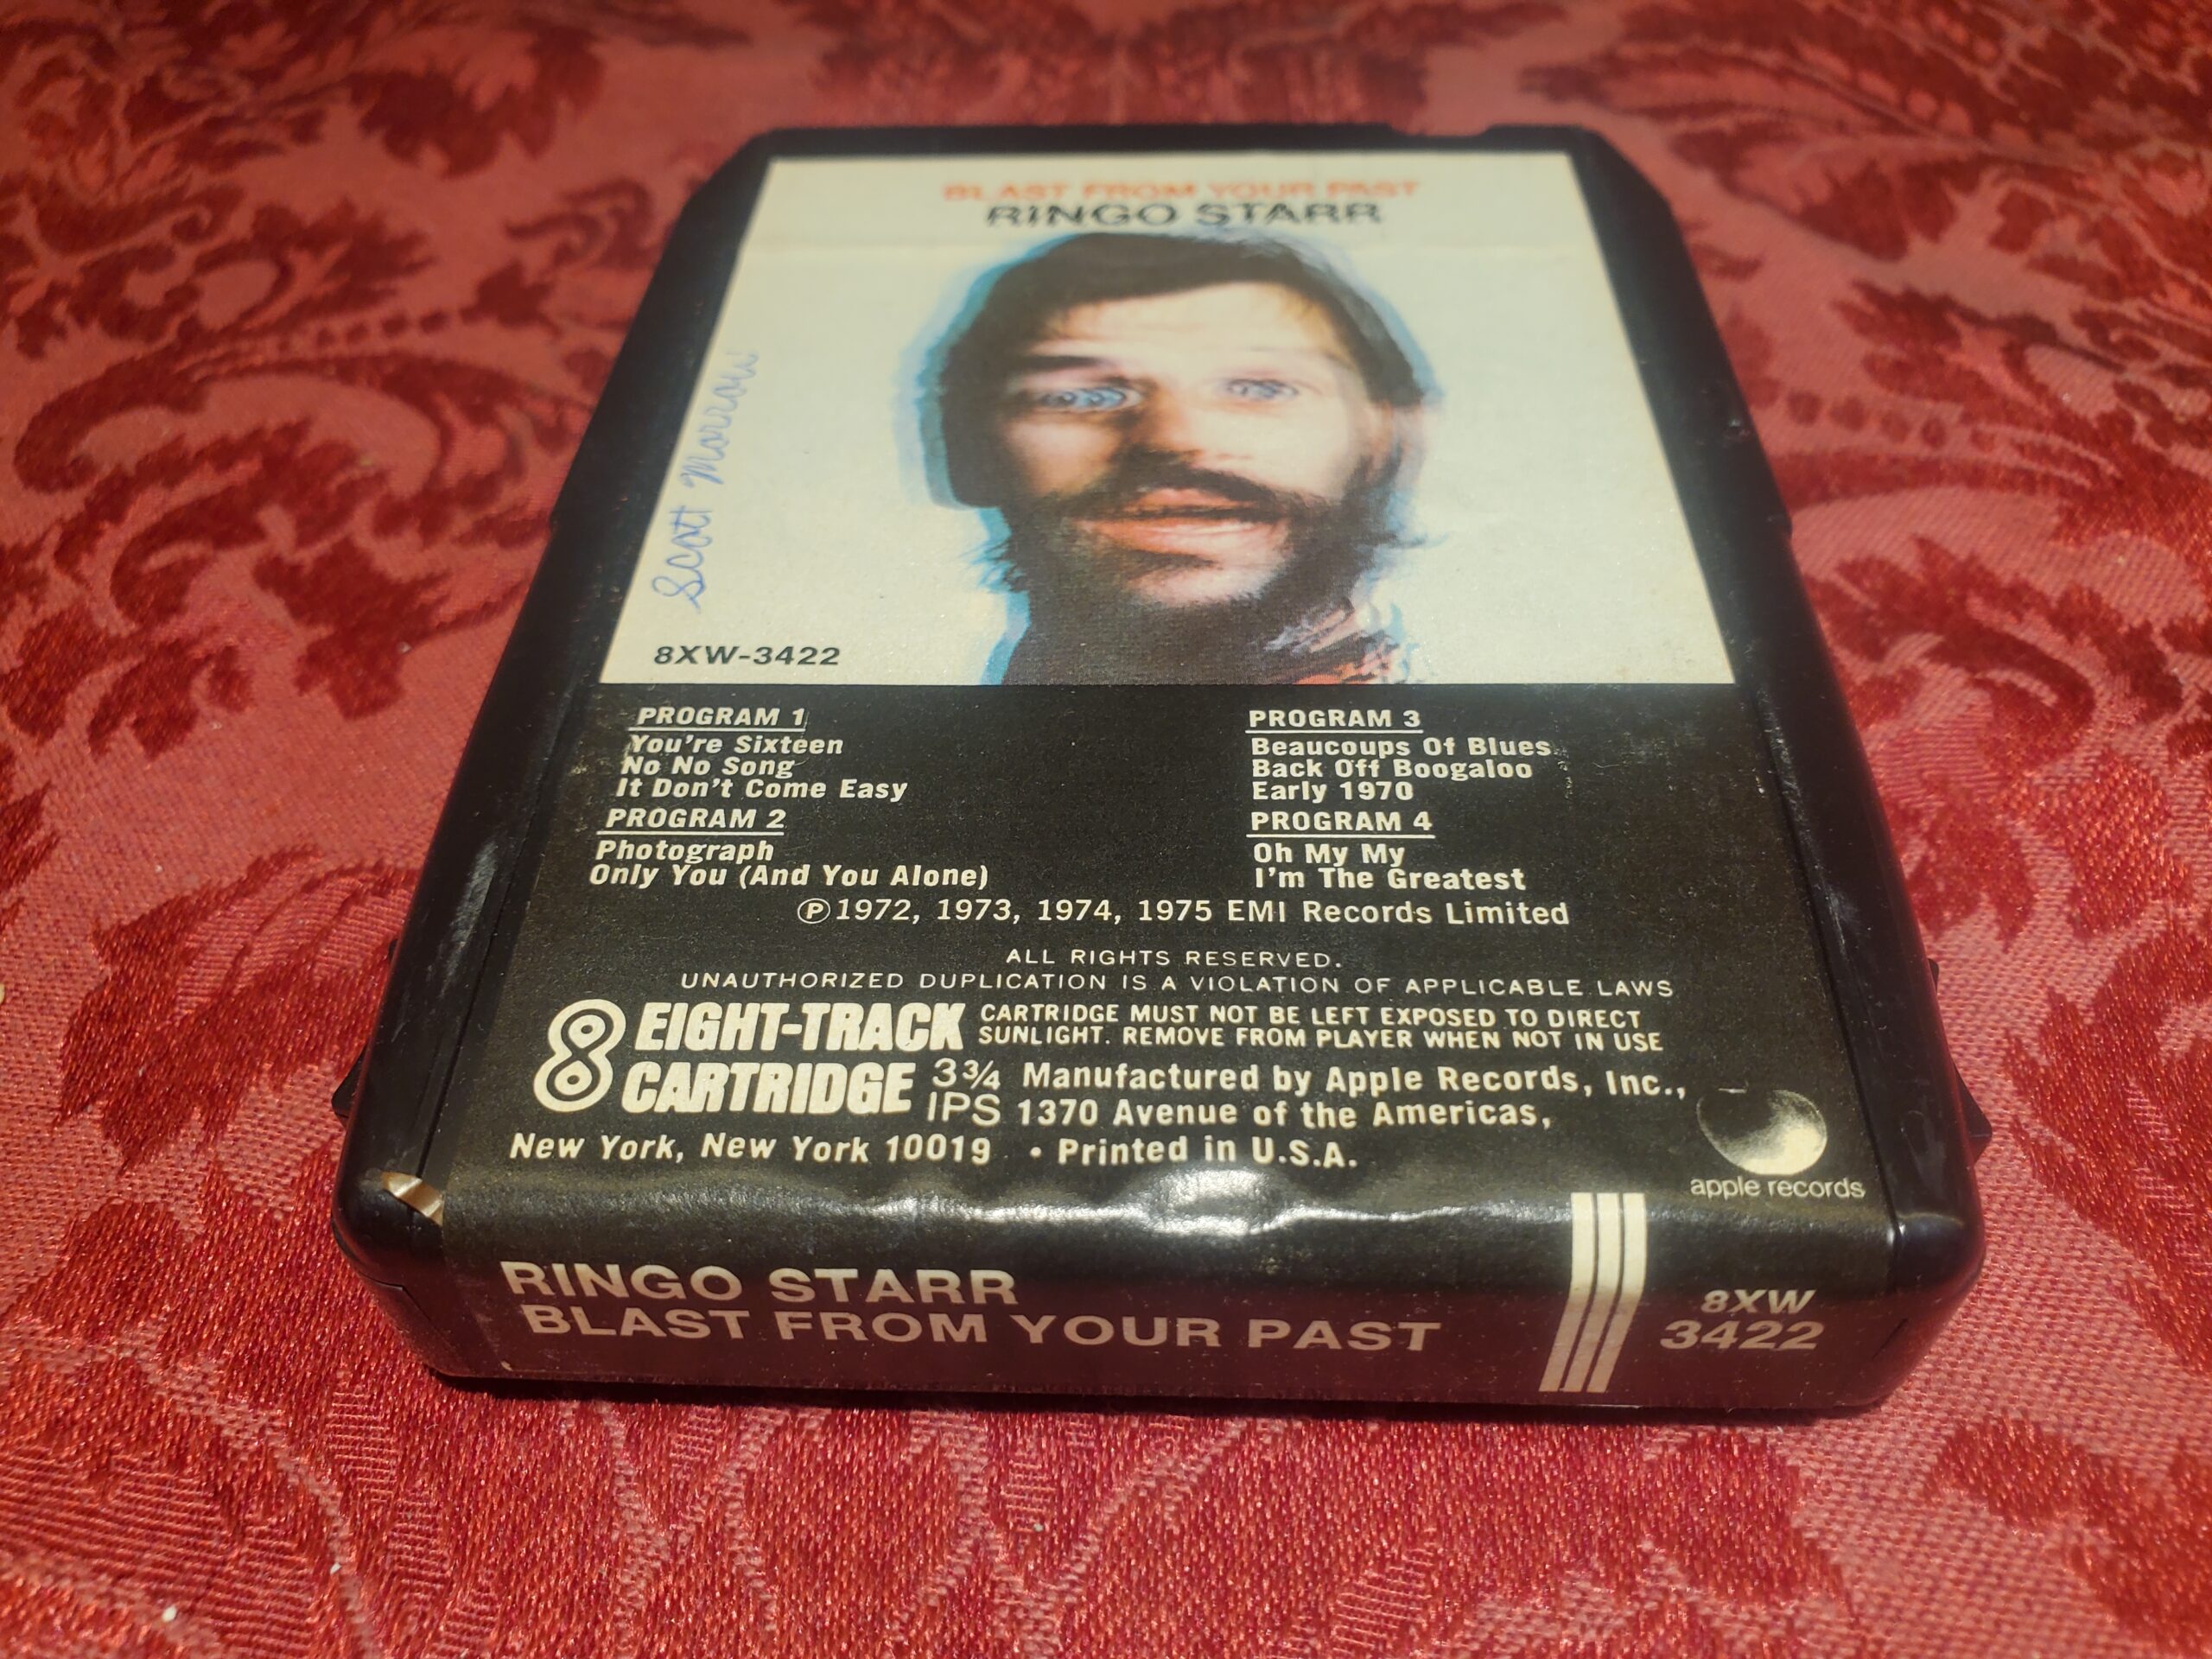 BLAST FROM YOUR PAST
RINGO STARR
Scott Morrow
8XW-3422
PROGRAM 1
You're Sixteen
No No Song
It Don't Come Easy
PROGRAM 2
Photograph
Only You (And You Alone)
PROGRAM 3
Beaucoups Of Blues
Back Off Boogaloo
Early 1970
PROGRAM 4
Oh My My
I'm The Greatest
Ⓟ1972, 1973, 1974, 1975 EMI Records Limited
ALL RIGHTS RESERVED.
UNAUTHORIZED DUPLICATION IS A VIOLATION OF APPLICABLE LAWS
8 EIGHT-TRACK
CARTRIDGE
CARTRIDGE MUST NOT BE LEFT EXPOSED TO DIRECT
SUNLIGHT. REMOVE FROM PLAYER WHEN NOT IN USE
3¾
IPS
Manufactured by Apple Records, Inc.,
1370 Avenue of the Americas,
New York, New York 10019 • Printed in U.S.A.
apple records
RINGO STARR
BLAST FROM YOUR PAST
8XW
3422